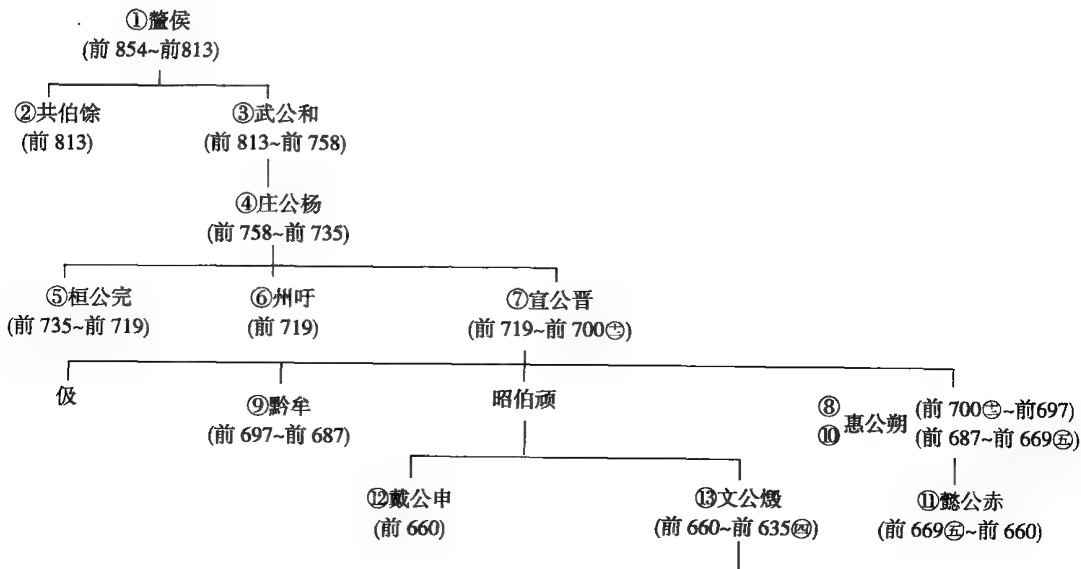 ①釐侯
(前 854~前813)
②共伯馀
③武公和
(前 813)
(前 813~前 758)
④庄公杨
(前 758~前 735)
⑤桓公完
⑥州吁
⑦宣公晋
(前 735~前 719)
(前 719)
(前 719~前 700㊓)
伋
⑨黔牟
(前 697~前 687)
昭伯顽
⑧
⑩
惠公朔
(前 700~前697)
(前 687~前 669㊄)
⑫戴公申
(前 660)
⑬文公燬
(前 660~前 635㊃)
⑪懿公赤
(前 669㊄~前 660)